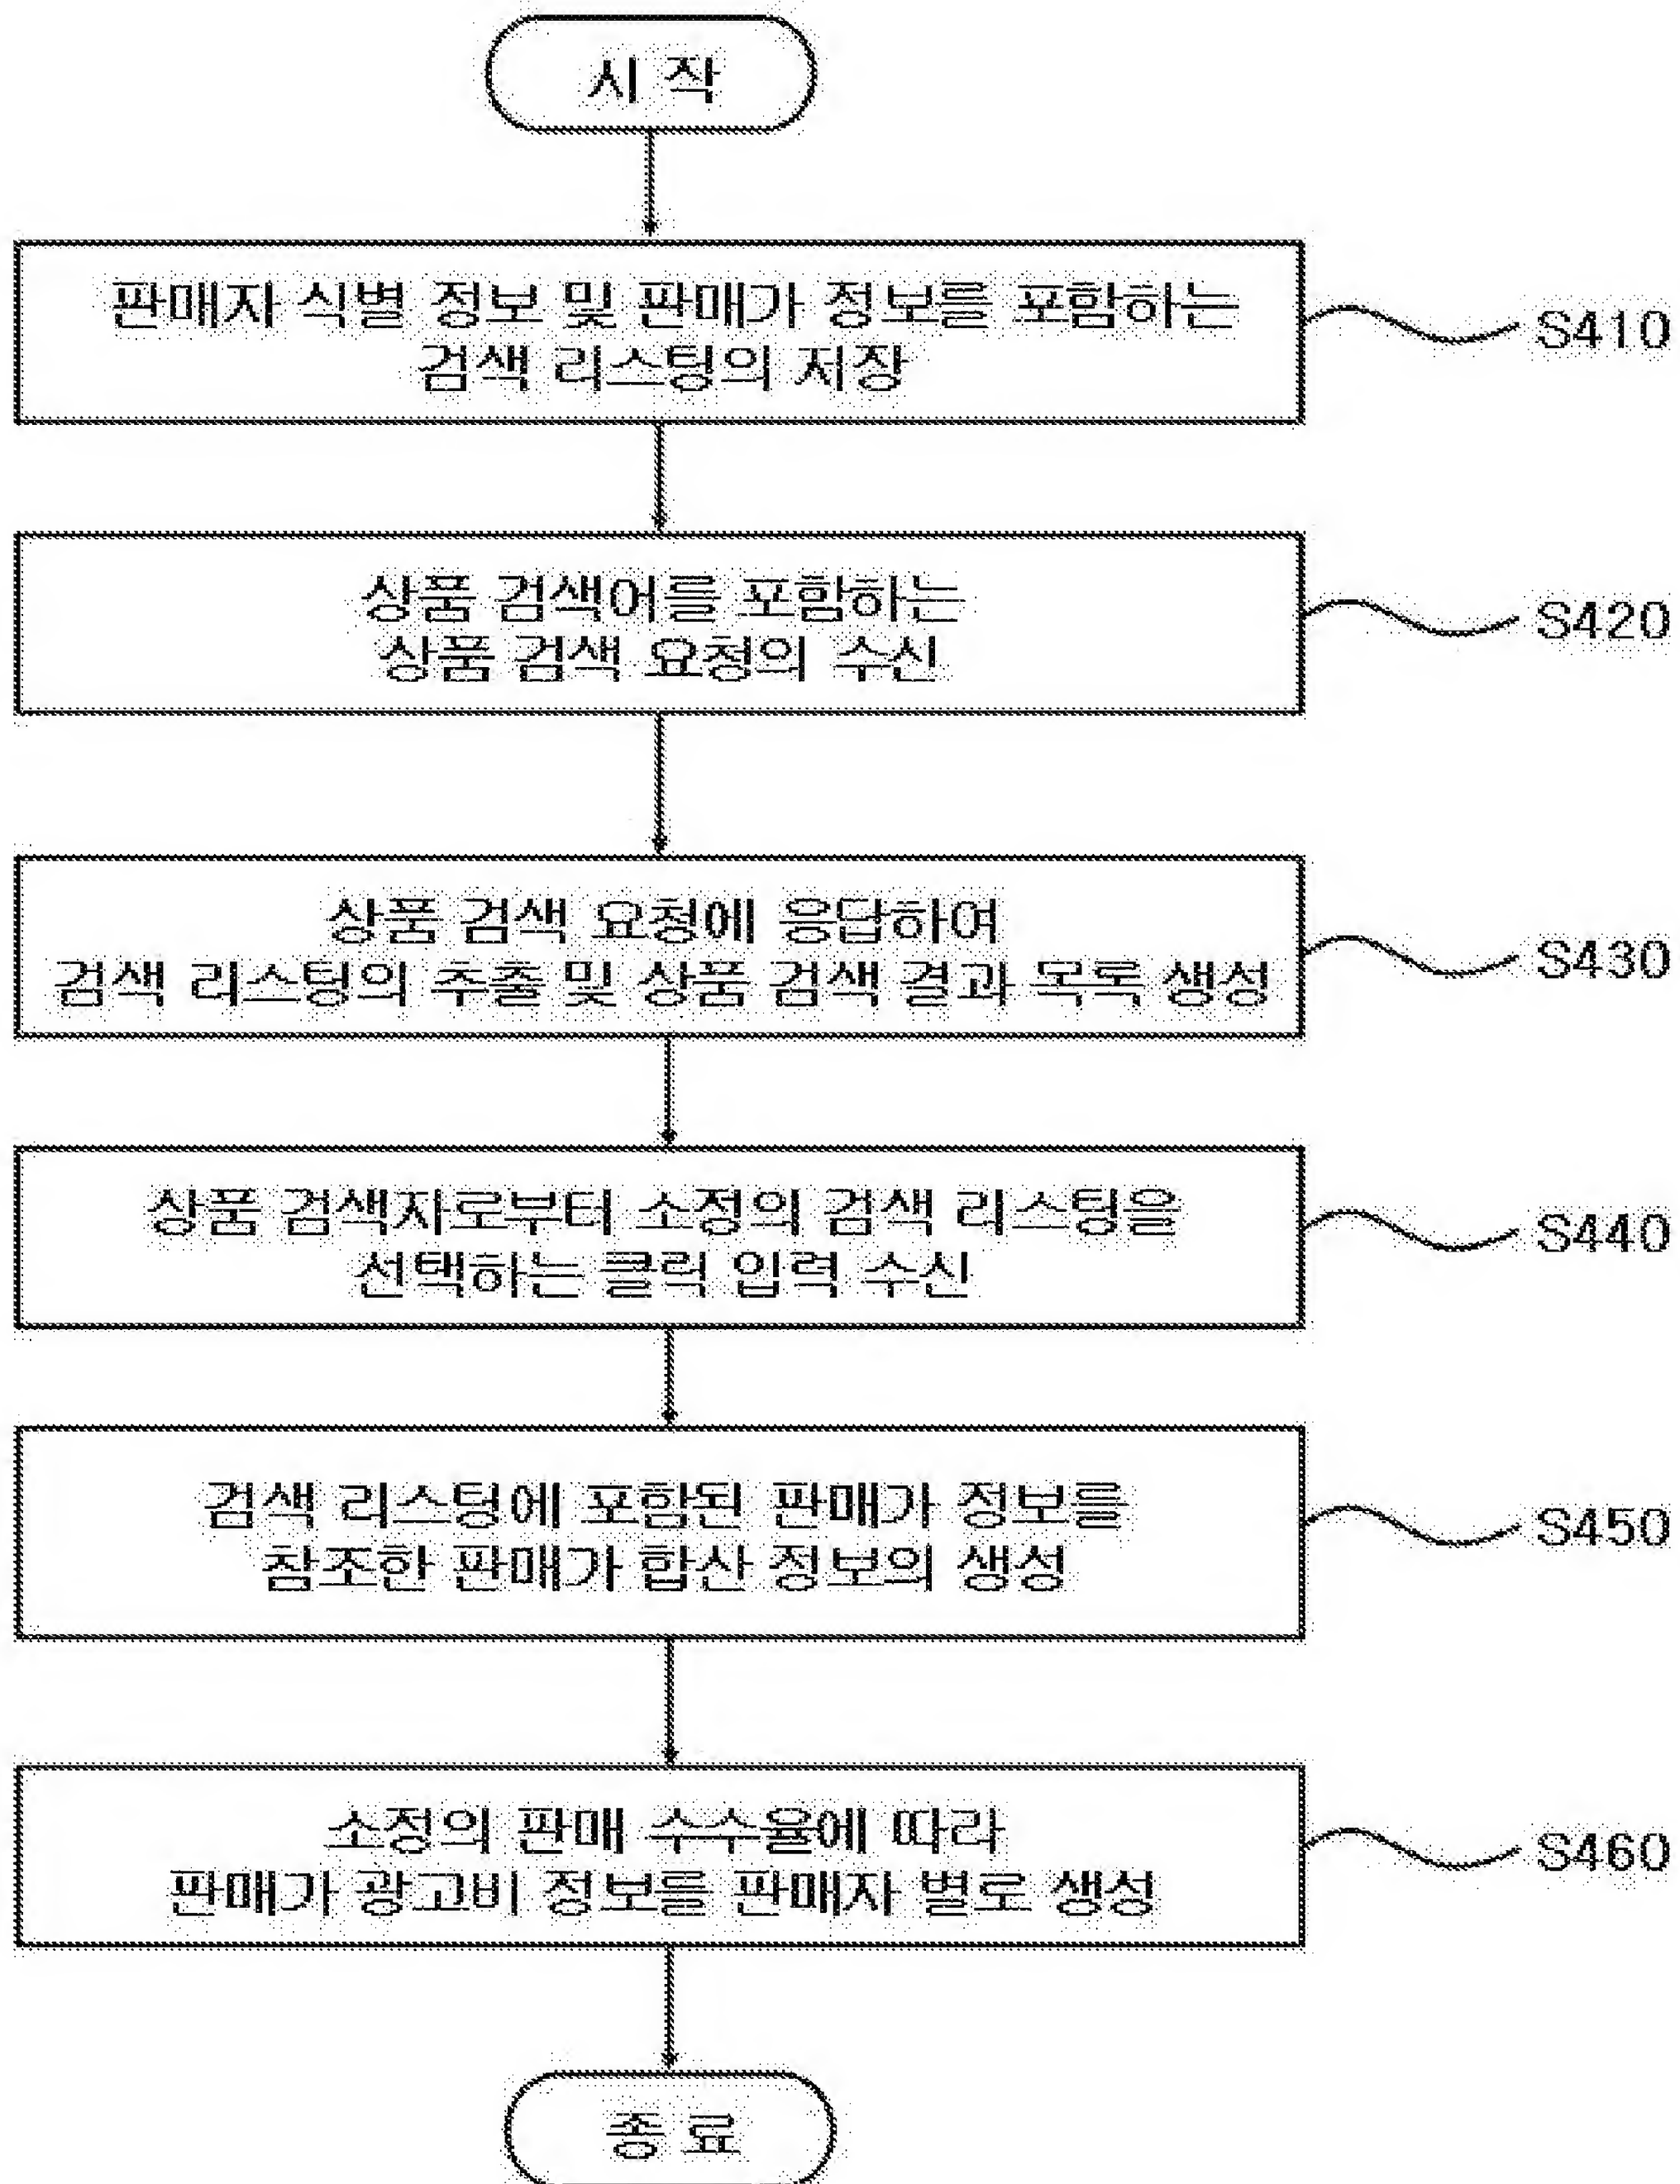 시 작
판매자 식별 정보 및 판매가 정보를 포함하는
검색 리스팅의 저장
S410
상품 검색어를 포함하는
상품 검색 요청의 수신
S420
상품 검색 요청에 응답하여
검색 리스팅의 추출 및 상품 검색 결과 목록 생성
S430
상품 검색자로부터 소정의 검색 리스팅을
선택하는 클릭 입력 수신
S440
검색 리스팅에 포함된 판매가 정보를
참조한 판매가 합산 정보의 생성
S450
소정의 판매 수수율에 따라
판매가 광고비 정보를 판매자 별로 생성
S460
종 료